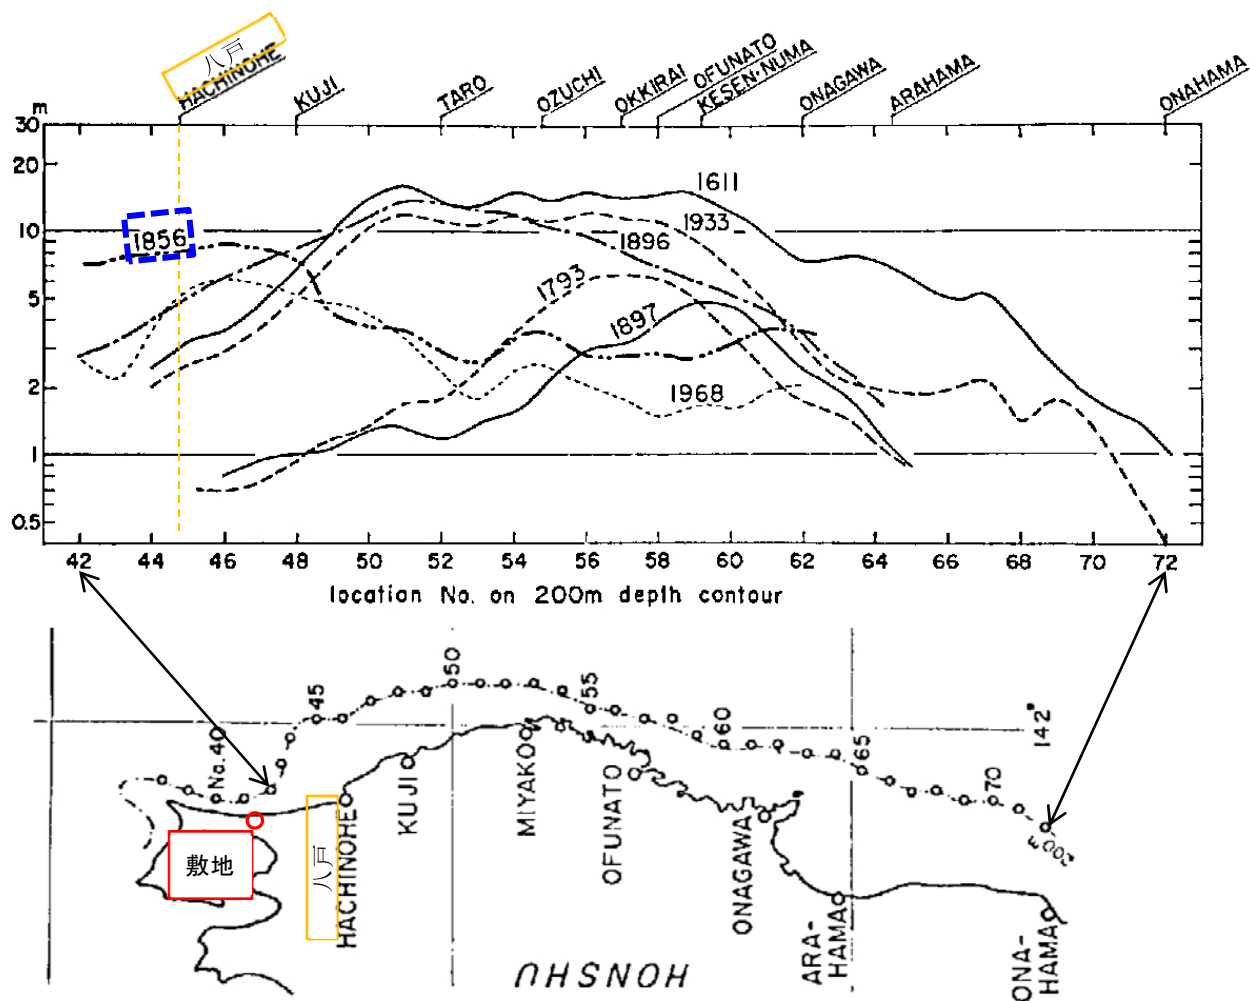 八戸
HACHINOHE
KUJI
TARO
OZUCHI
OKKIRAI
OFUNATO
KESEN-NUMA
ONAGAWA
ARAHAMA
ONAHAMA
m
30
20
10
5
2
1
0.5
1856
1611
1933
1896
1793
1897
1968
42 44 46 48 50 52 54 56 58 60 62 64 66 68 70 72
location No. on 200m depth contour
No.40
45
50
55
60
65
70
142°
200m
敷地
八戸
HACHINOHE
KUJI
MIYAKO
OFUNATO
ONAGAWA
ARA-
HAMA
ONA-
HAMA
HONSHU